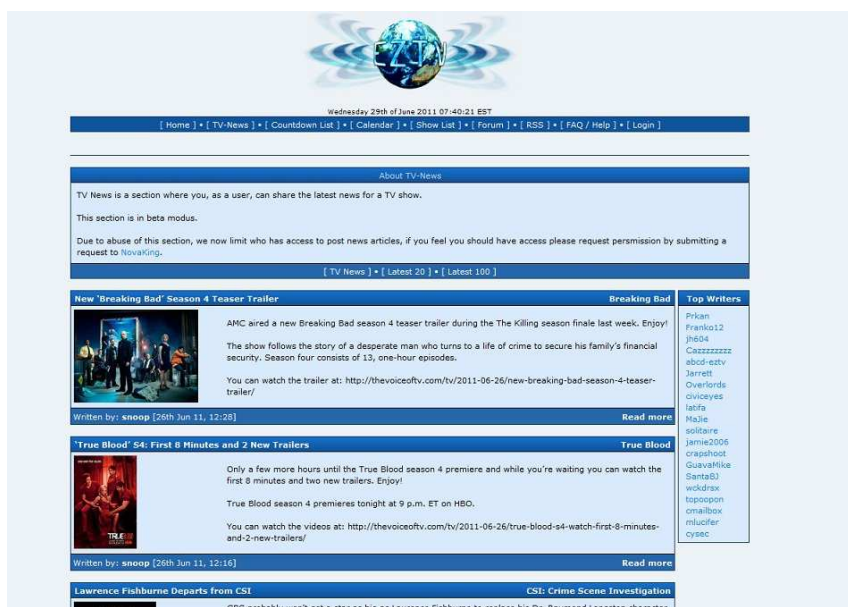 EZTV
Wednesday 29th of June 2011 07:40:21 EST
[ Home ] • [ TV-News ] • [ Countdown List ] • [ Calendar ] • [ Show List ] • [ Forum ] • [ RSS ] • [ FAQ / Help ] • [ Login ]
About TV-News
TV News is a section where you, as a user, can share the latest news for a TV show.
This section is in beta modus.
Due to abuse of this section, we now limit who has access to post news articles, if you feel you should have access please request persmission by submitting a
request to NovaKing.
[ TV News ] • [ Latest 20 ] • [ Latest 100 ]
New 'Breaking Bad' Season 4 Teaser Trailer Breaking Bad
AMC aired a new Breaking Bad season 4 teaser trailer during the The Killing season finale last week. Enjoy!
The show follows the story of a desperate man who turns to a life of crime to secure his family's financial
security. Season four consists of 13, one-hour episodes.
You can watch the trailer at: http://thevoiceoftv.com/tv/2011-06-26/new-breaking-bad-season-4-teaser-
trailer/
Written by: snoop [26th Jun 11, 12:28] Read more
'True Blood' S4: First 8 Minutes and 2 New Trailers True Blood
Only a few more hours until the True Blood season 4 premiere and while you're waiting you can watch the
first 8 minutes and two new trailers. Enjoy!
True Blood season 4 premieres tonight at 9 p.m. ET on HBO.
You can watch the videos at: http://thevoiceoftv.com/tv/2011-06-26/true-blood-s4-watch-first-8-minutes-
and-2-new-trailers/
Written by: snoop [26th Jun 11, 12:16] Read more
Lawrence Fishburne Departs from CSI CSI: Crime Scene Investigation
Top Writers
Prkan
Franko12
jh604
Cazzzzzzzz
abcd-eztv
Jarrett
Overlords
civiceyes
latifa
MaJie
solitaire
jamie2006
crapshoot
GuavaMike
SantaBJ
wckdrsx
topoopon
cmailbox
mlucifer
cysec